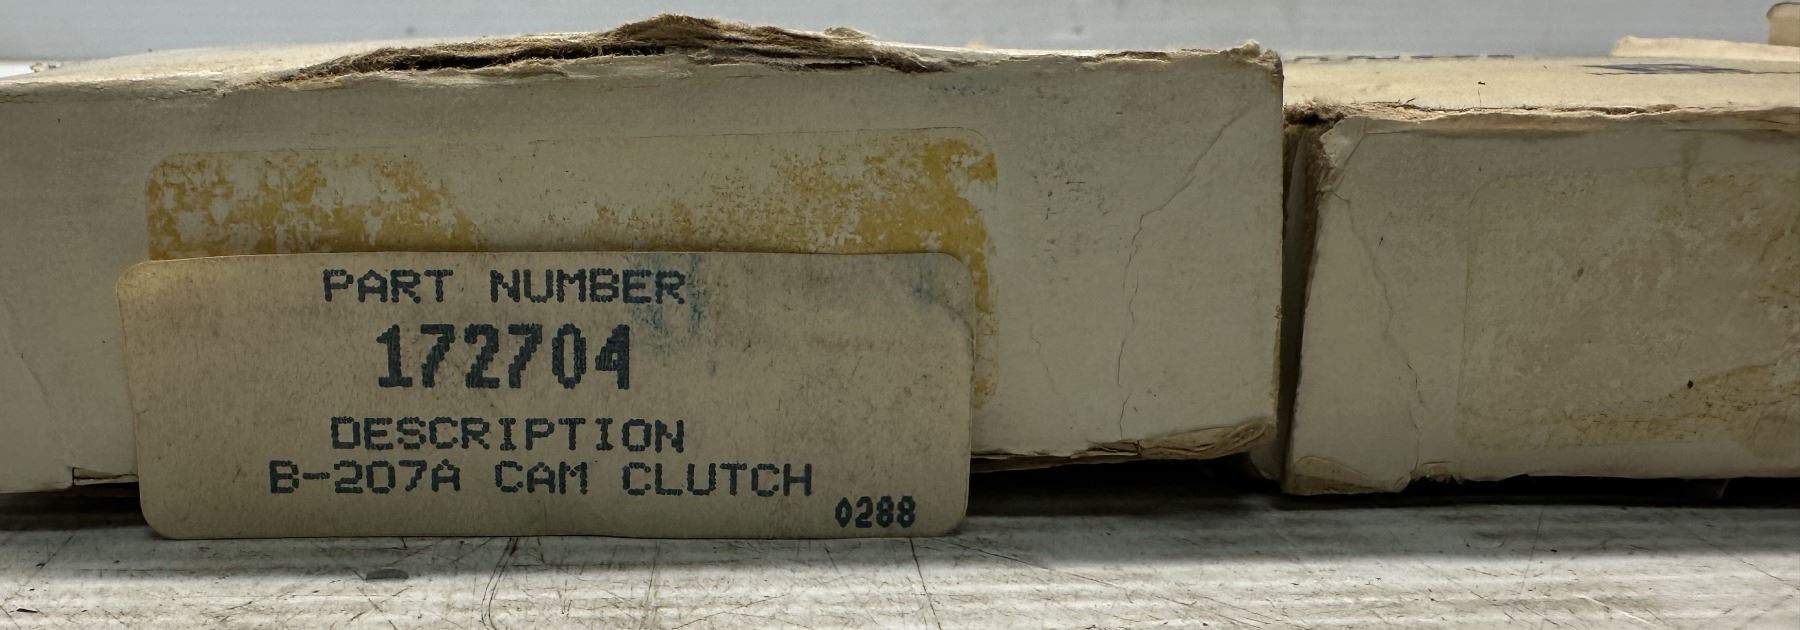 PART NUMBER
172704
DESCRIPTION
B-207A CAM CLUTCH
0288